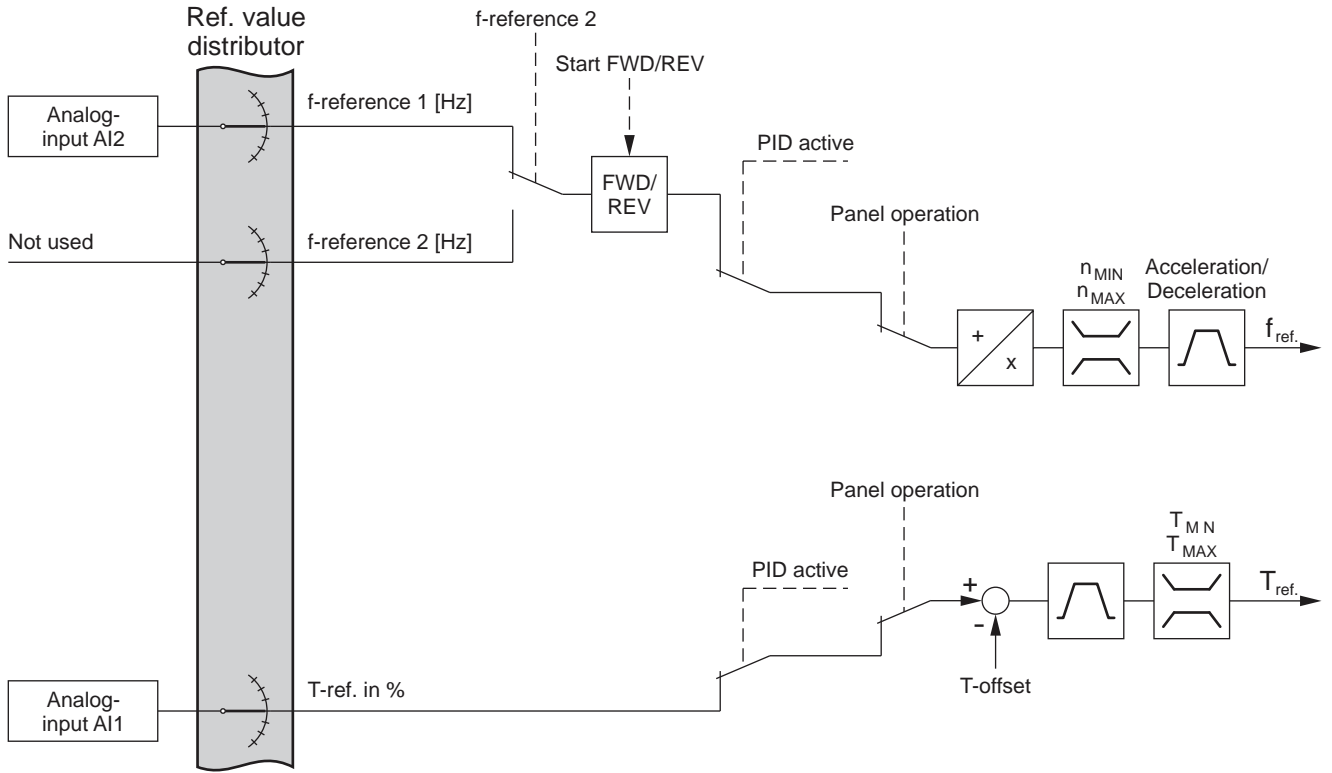 Ref. value
distributor
f-reference 2
Start FWD/REV
Analog-
input AI2
f-reference 1 [Hz]
PID active
FWD/
REV
Panel operation
Not used
f-reference 2 [Hz]
n MIN
n MAX
Acceleration/
Deceleration
+
x
f ref.
Panel operation
T M N
T MAX
PID active
+
-
T ref.
T-offset
Analog-
input AI1
T-ref. in %